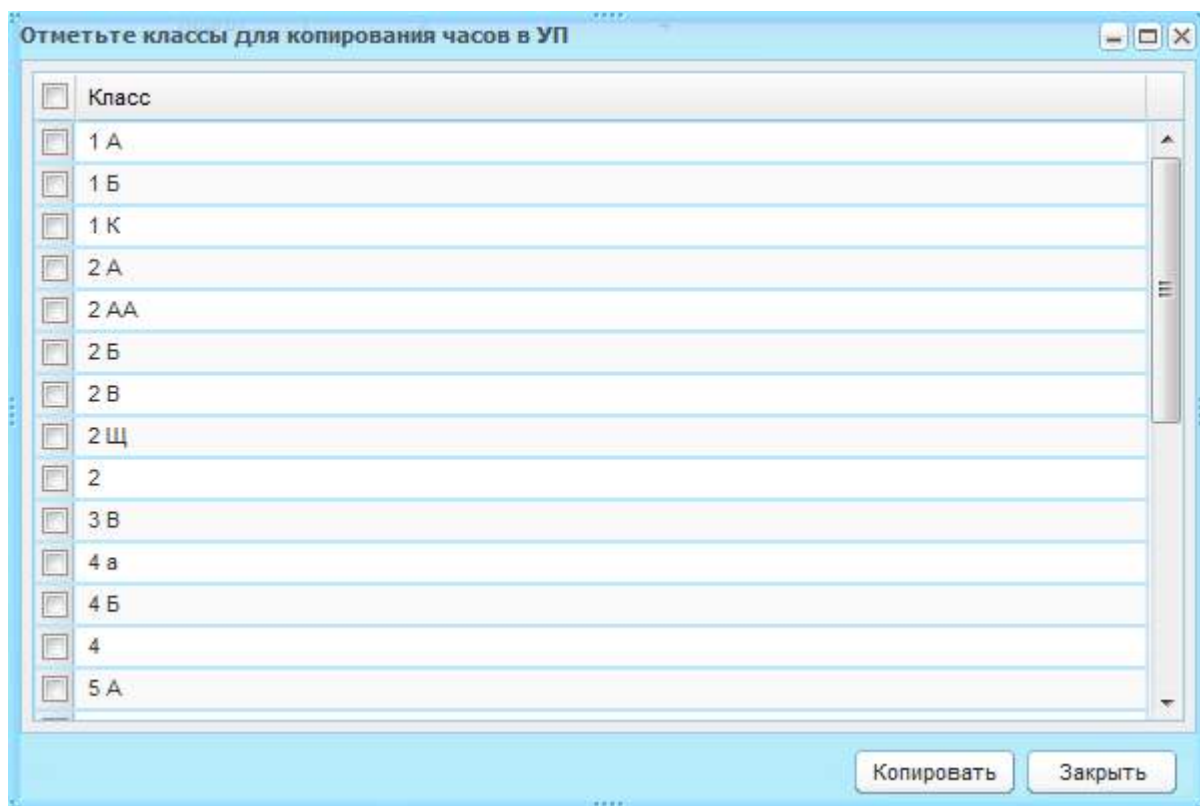 Отметьте классы для копирования часов в УП
Класс
1 А
1 Б
1 К
2 А
2 АА
2 Б
2 В
2 Щ
2
3 В
4 а
4 Б
4
5 А
Копировать Закрыть